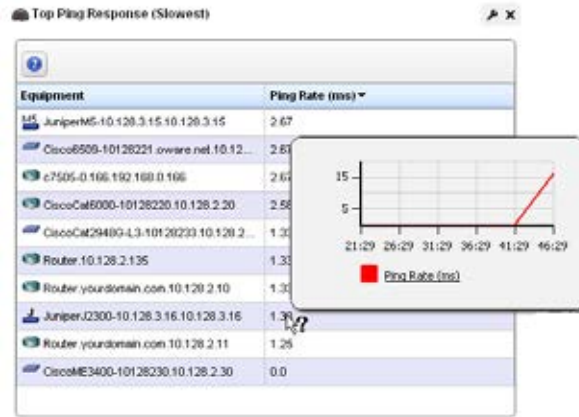 Top Ping Response (Slowest)
Equipment Ping Rate (ms)
M5 JuniperM5-10.128.3.15.10.128.3.15 2.67
Cisco6509-10128221.oware.net.10.12... 2.67
c7505-0.166.192.168.0.166 2.67
CiscoCat6000-10128220.10.128.2.20 2.58
CiscoCat2948G-L3-10128233.10.128.2... 1.33
Router.10.128.2.135 1.33
Router.yourdomain.com.10.128.2.10 1.33
JuniperJ2300-10.128.3.16.10.128.3.16
Router.yourdomain.com.10.128.2.11 1.25
CiscoME3400-10128230.10.128.2.30 0.0
15
5
21:29 26:29 31:29 36:29 41:29 46:29
Ping Rate (ms)